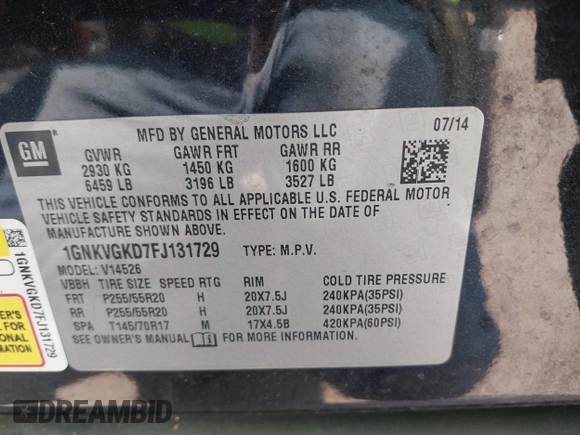 GM
MFD BY GENERAL MOTORS LLC 07/14
GVWR GAWR FRT GAWR RR
2930 KG 1450 KG 1600 KG
6459 LB 3196 LB 3527 LB
THIS VEHICLE CONFORMS TO ALL APPLICABLE U.S. FEDERAL MOTOR
VEHICLE SAFETY STANDARDS IN EFFECT ON THE DATE OF
MANUFACTURE SHOWN ABOVE.
1GNKVGKD7FJ131729 TYPE: M.P.V.
MODEL: V14526
VBBH TIRE SIZE SPEED RTG RIM COLD TIRE PRESSURE
FRT P255/55R20 H 20X7.5J 240KPA(35PSI)
RR P255/55R20 H 20X7.5J 240KPA(35PSI)
SPA T145/70R17 M 17X4.5B 420KPA(60PSI)
SEE OWNER'S MANUAL FOR MORE INFORMATION
1GNKVGKD7FJ131729
WNER'S
MATION
DREAMBID